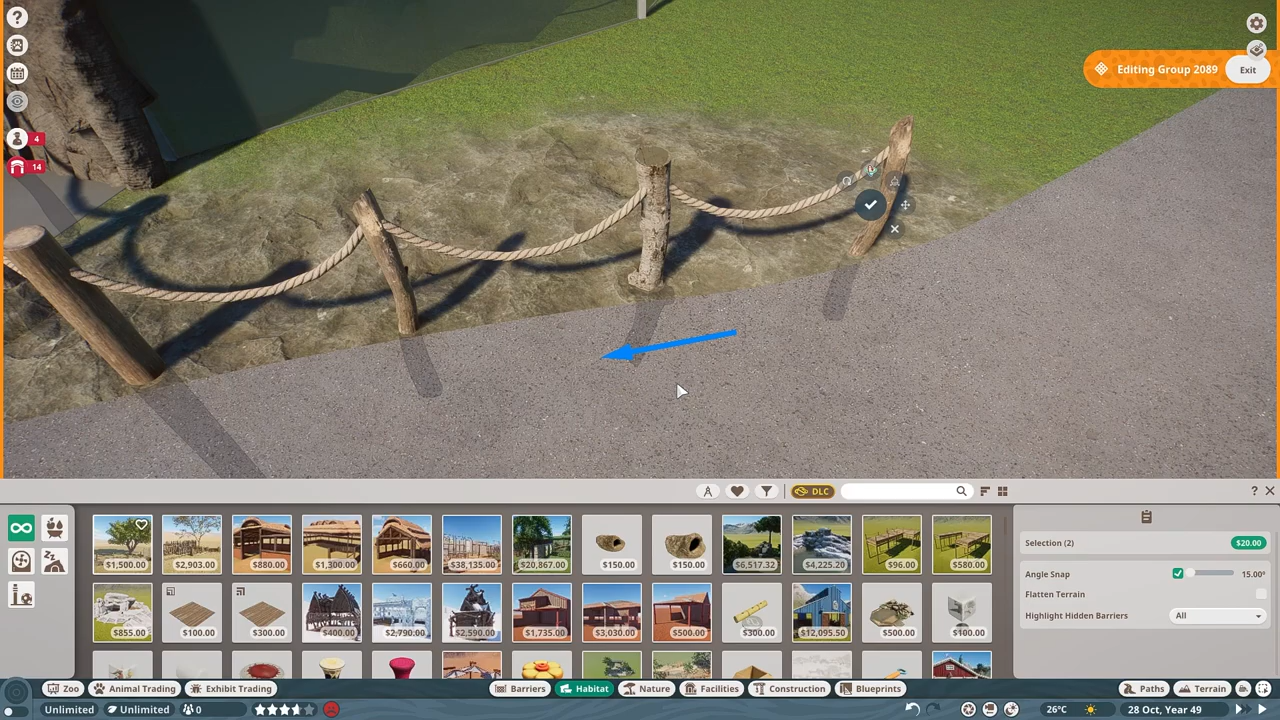 ?
Editing Group 2089
Exit
4
14
DLC
?
$1,500.00
$2,903.00
$880.00
$1,300.00
$660.00
$38,135.00
$20,867.00
$150.00
$150.00
$6,517.32
$4,225.20
$96.00
$580.00
Selection (2)
$20.00
Angle Snap
15.00°
Flatten Terrain
Highlight Hidden Barriers
All
$855.00
$100.00
$300.00
$400.00
$2,790.00
$2,590.00
$1,735.00
$3,030.00
$500.00
$300.00
$12,095.50
$500.00
$100.00
Zoo
Animal Trading
Exhibit Trading
Barriers
Habitat
Nature
Facilities
Construction
Blueprints
Paths
Terrain
Unlimited
Unlimited
0
26°C
28 Oct, Year 49